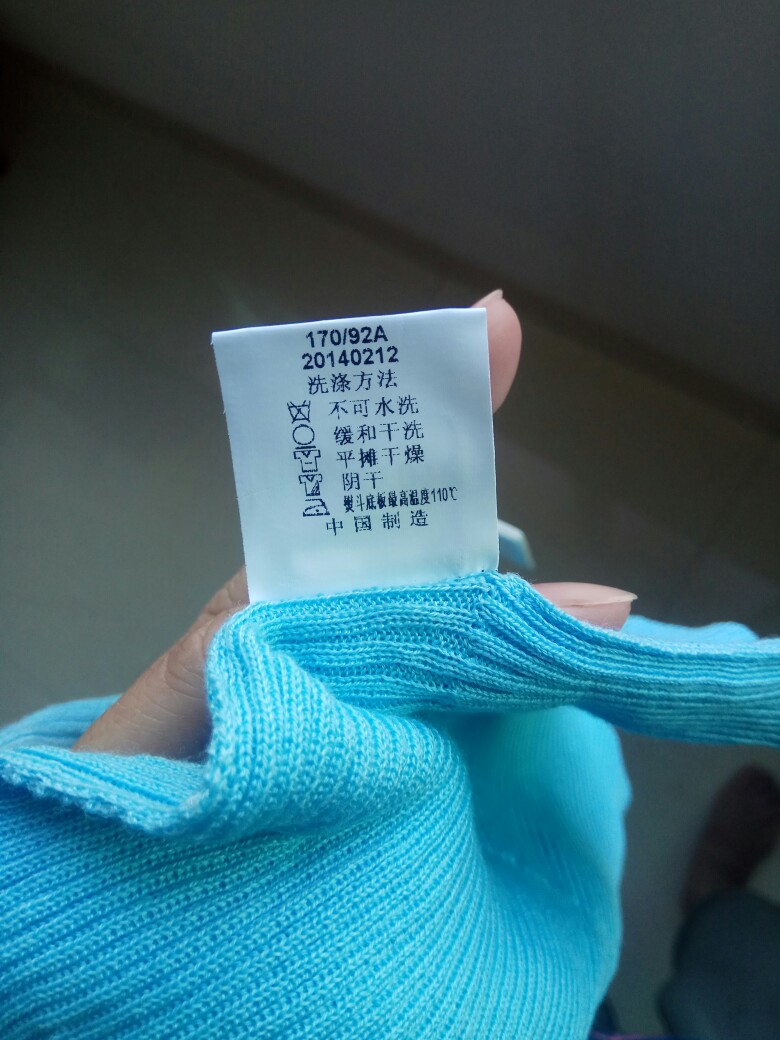 170/92A
20140212
洗涤方法
不可水洗
缓和干洗
平摊干燥
阴干
熨斗底板最高温度110℃
中国制造